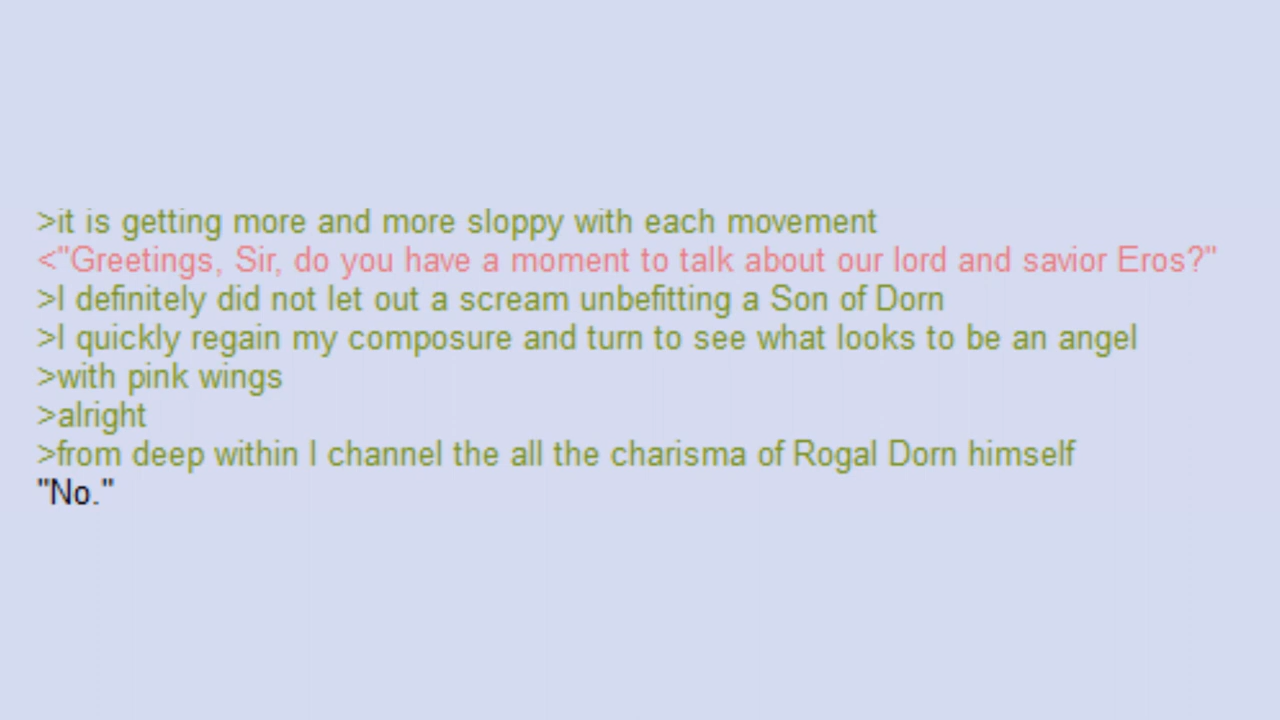 >it is getting more and more sloppy with each movement
<"Greetings, Sir, do you have a moment to talk about our lord and savior Eros?"
>I definitely did not let out a scream unbefitting a Son of Dorn
>I quickly regain my composure and turn to see what looks to be an angel
>with pink wings
>alright
>from deep within I channel the all the charisma of Rogal Dorn himself
"No."